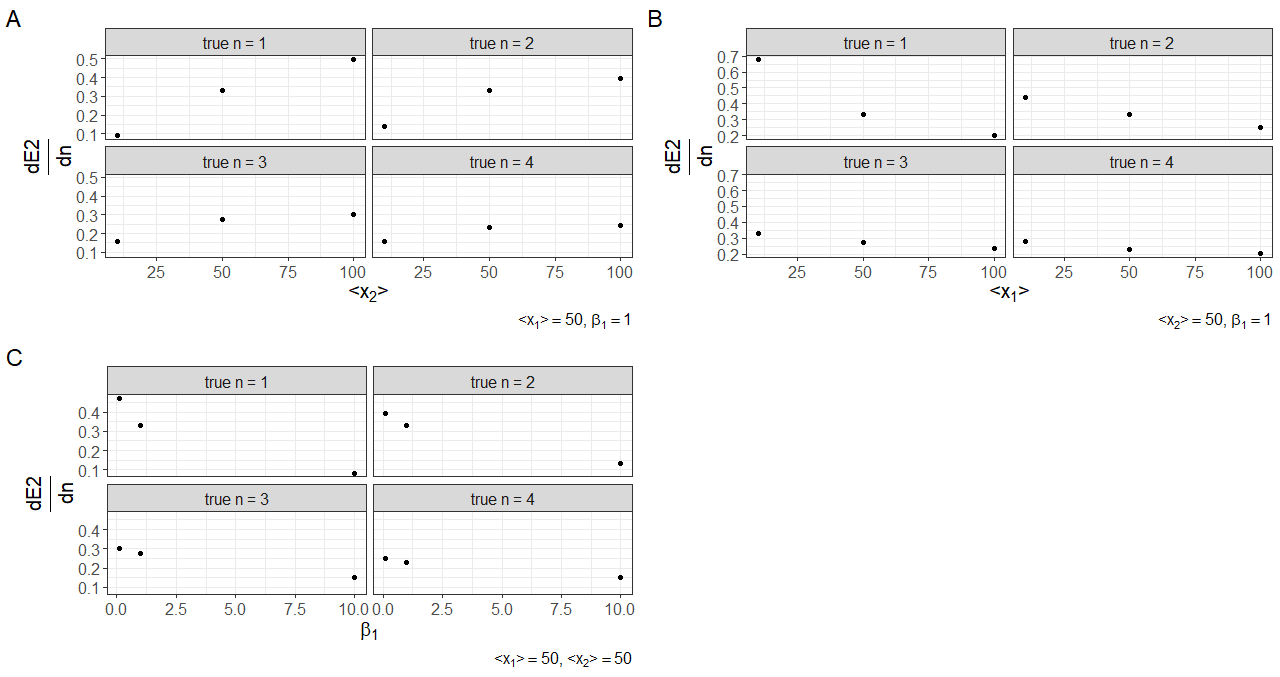 A
true n = 1
true n = 2
0.5
0.4
0.3
0.2
0.1
true n = 3
true n = 4
0.5
0.4
0.3
0.2
0.1
dE2
dn
25 50 75 100
25 50 75 100
<x₂>
<x₁> = 50, β₁ = 1
B
true n = 1
true n = 2
0.7
0.6
0.5
0.4
0.3
0.2
true n = 3
true n = 4
0.7
0.6
0.5
0.4
0.3
0.2
dE2
dn
25 50 75 100
25 50 75 100
<x₁>
<x₂> = 50, β₁ = 1
C
true n = 1
true n = 2
0.4
0.3
0.2
0.1
true n = 3
true n = 4
0.4
0.3
0.2
0.1
dE2
dn
0.0 2.5 5.0 7.5 10.0
0.0 2.5 5.0 7.5 10.0
β₁
<x₁> = 50, <x₂> = 50